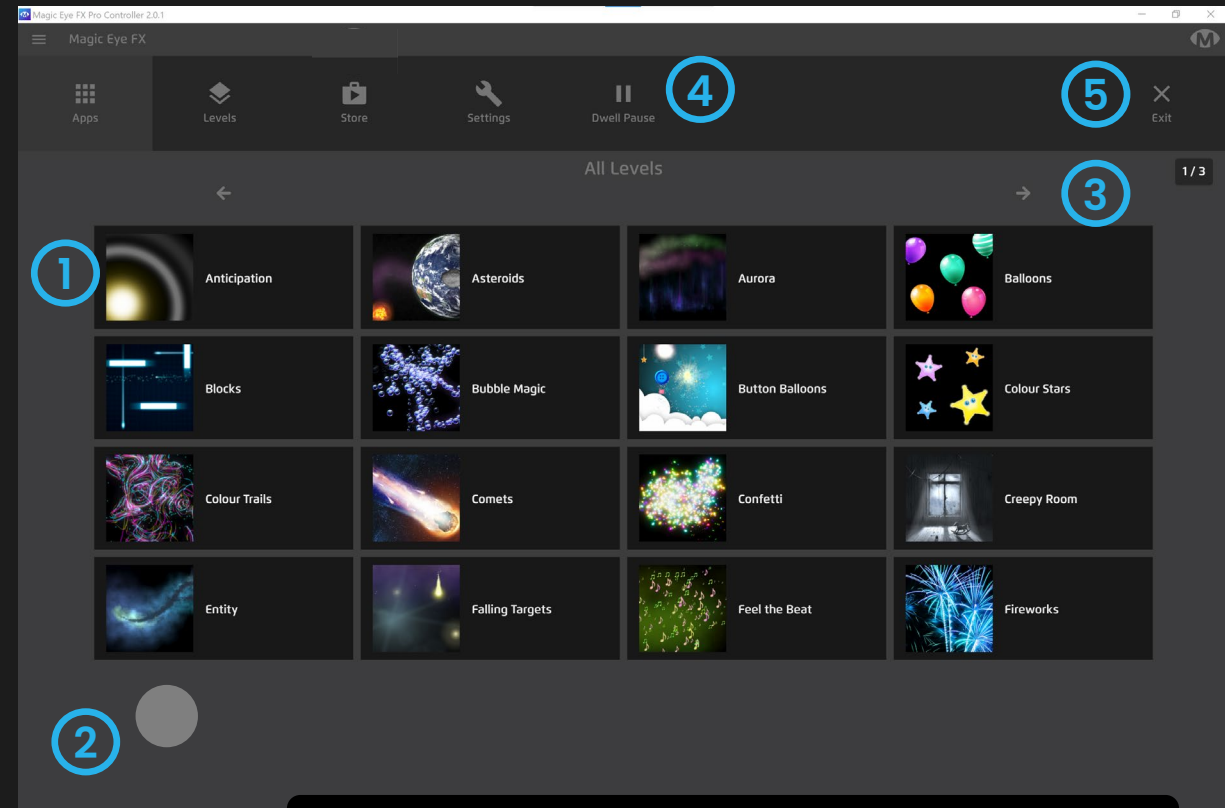 Magic Eye FX Pro Controller 2.0.1
Magic Eye FX
M
Apps
Levels
Store
Settings
Dwell Pause
4
5
Exit
All Levels
1 / 3
3
1
Anticipation
Asteroids
Aurora
Balloons
Blocks
Bubble Magic
Button Balloons
Colour Stars
Colour Trails
Comets
Confetti
Creepy Room
Entity
Falling Targets
Feel the Beat
Fireworks
2